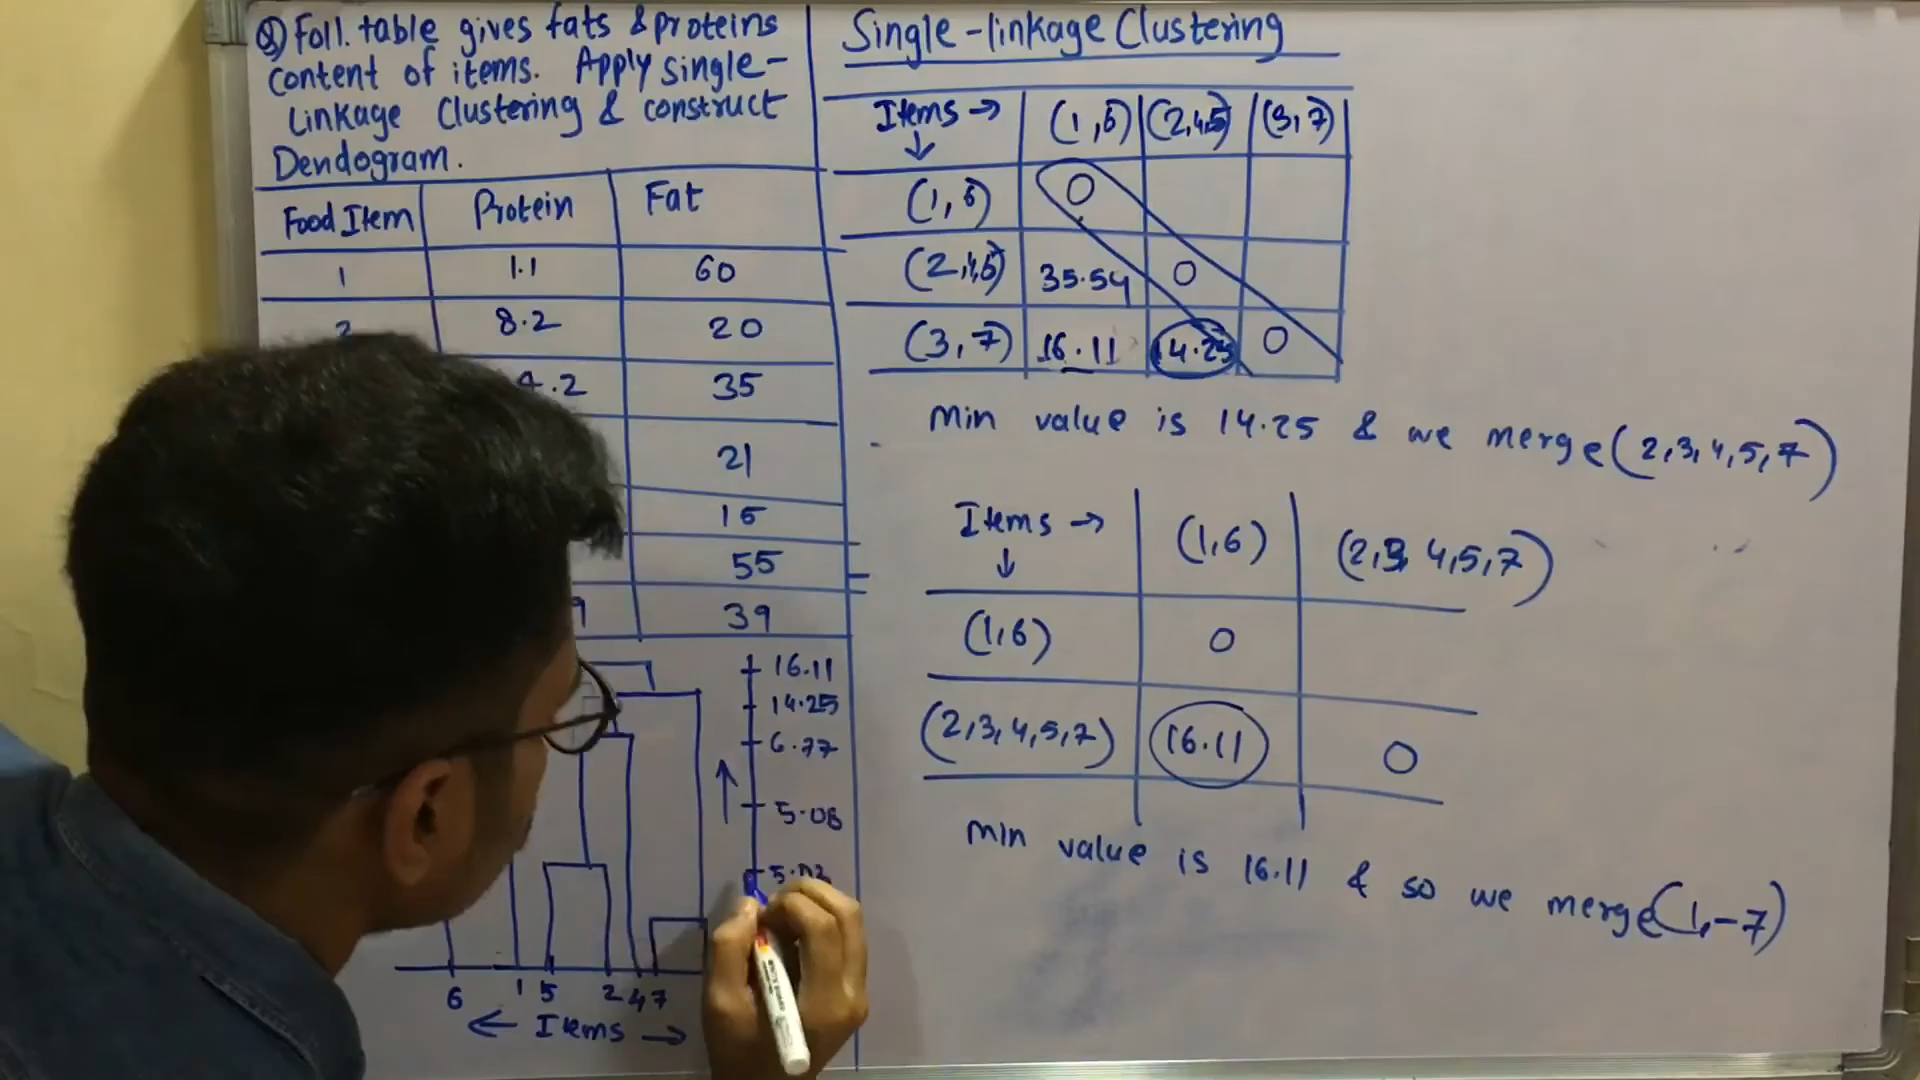 Q) Foll. table gives fats & proteins
content of items. Apply single-
Linkage Clustering & construct
Dendogram.
Food Item Protein Fat
1 1.1 60
2 8.2 20
4.2 35
21
15
55
9 39
16.11
14.25
6.77
5.08
5.03
6 1 5 2 4 7
← Items →
Single-linkage Clustering
Items → (1,6) (2,4,5) (3,7)
↓
(1,6) 0
(2,4,5) 35.54 0
(3,7) 16.11 14.25 0
Min value is 14.25 & we merge (2,3,4,5,7)
Items → (1,6) (2,3 4,5,7)
↓
(1,6) 0
(2,3,4,5,7) 16.11 0
Min value is 16.11 & so we merge (1,-7)